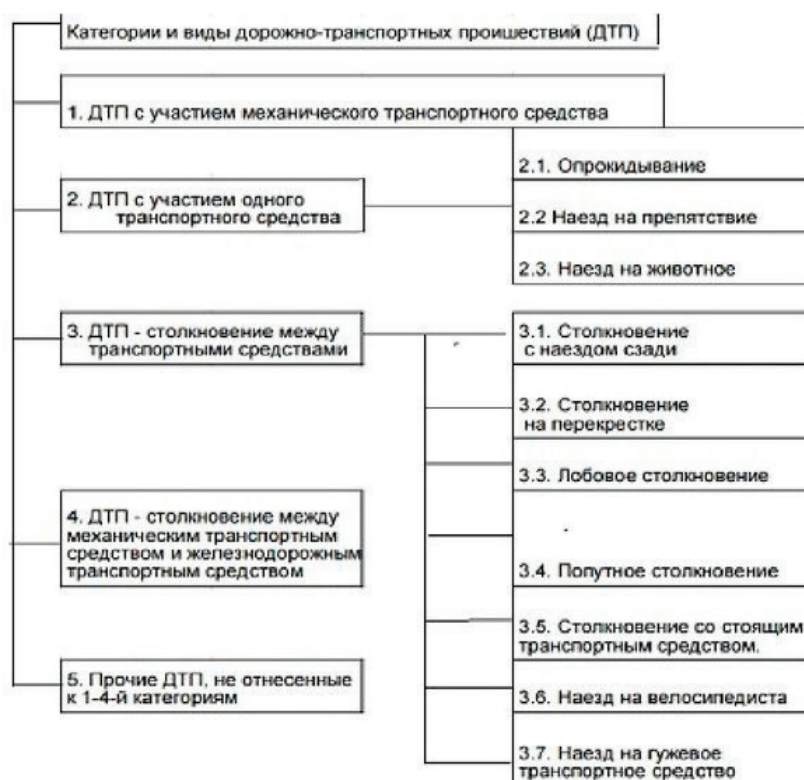 Категории и виды дорожно-транспортных проишествий (ДТП)
1. ДТП с участием механического транспортного средства
2. ДТП с участием одного
транспортного средства
2.1. Опрокидывание
2.2 Наезд на препятствие
2.3. Наезд на животное
3. ДТП - столкновение между
транспортными средствами
3.1. Столкновение
с наездом сзади
3.2. Столкновение
на перекрестке
3.3. Лобовое столкновение
3.4. Попутное столкновение
3.5. Столкновение со стоящим
транспортным средством.
3.6. Наезд на велосипедиста
3.7. Наезд на гужевое
транспортное средство
4. ДТП - столкновение между
механическим транспортным
средством и железнодорожным
транспортным средством
5. Прочие ДТП, не отнесенные
к 1-4-й категориям